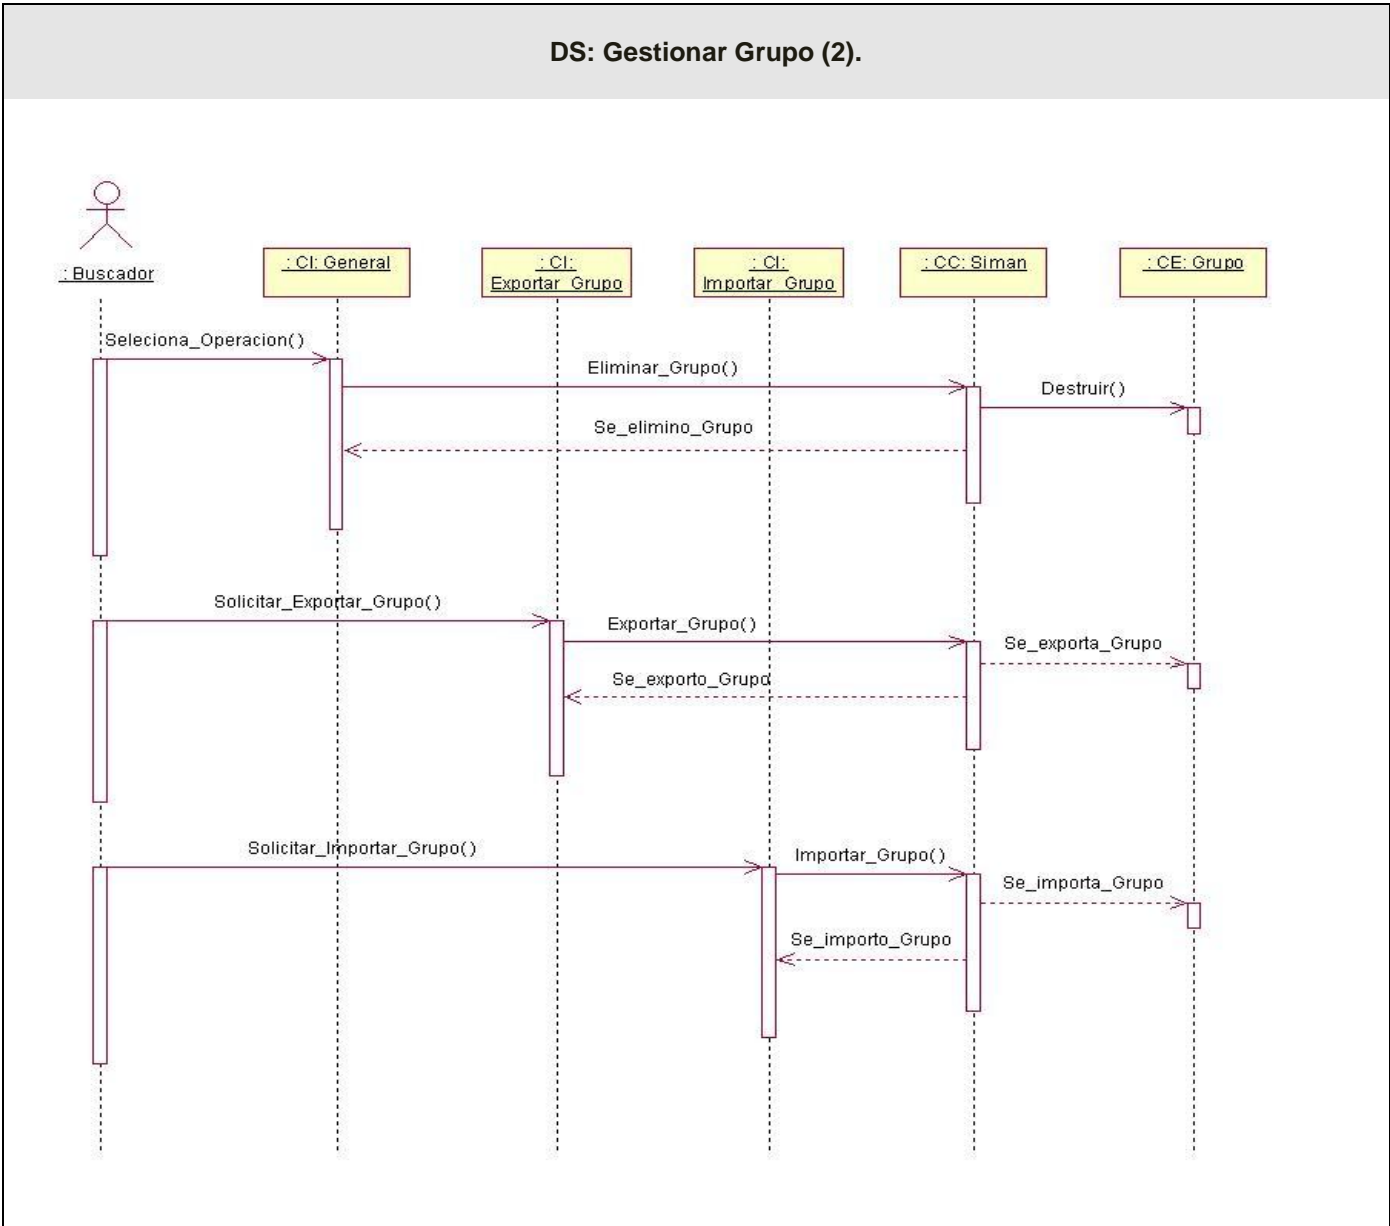 DS: Gestionar Grupo (2).
: Buscador
: CI: General
: CI:
Exportar_Grupo
: CI:
Importar_Grupo
: CC: Siman
: CE: Grupo
Seleciona_Operacion()
Eliminar_Grupo()
Destruir()
Se_elimino_Grupo
Solicitar_Exportar_Grupo()
Exportar_Grupo()
Se_exporta_Grupo
Se_exporto_Grupo
Solicitar_Importar_Grupo()
Importar_Grupo()
Se_importa_Grupo
Se_importo_Grupo